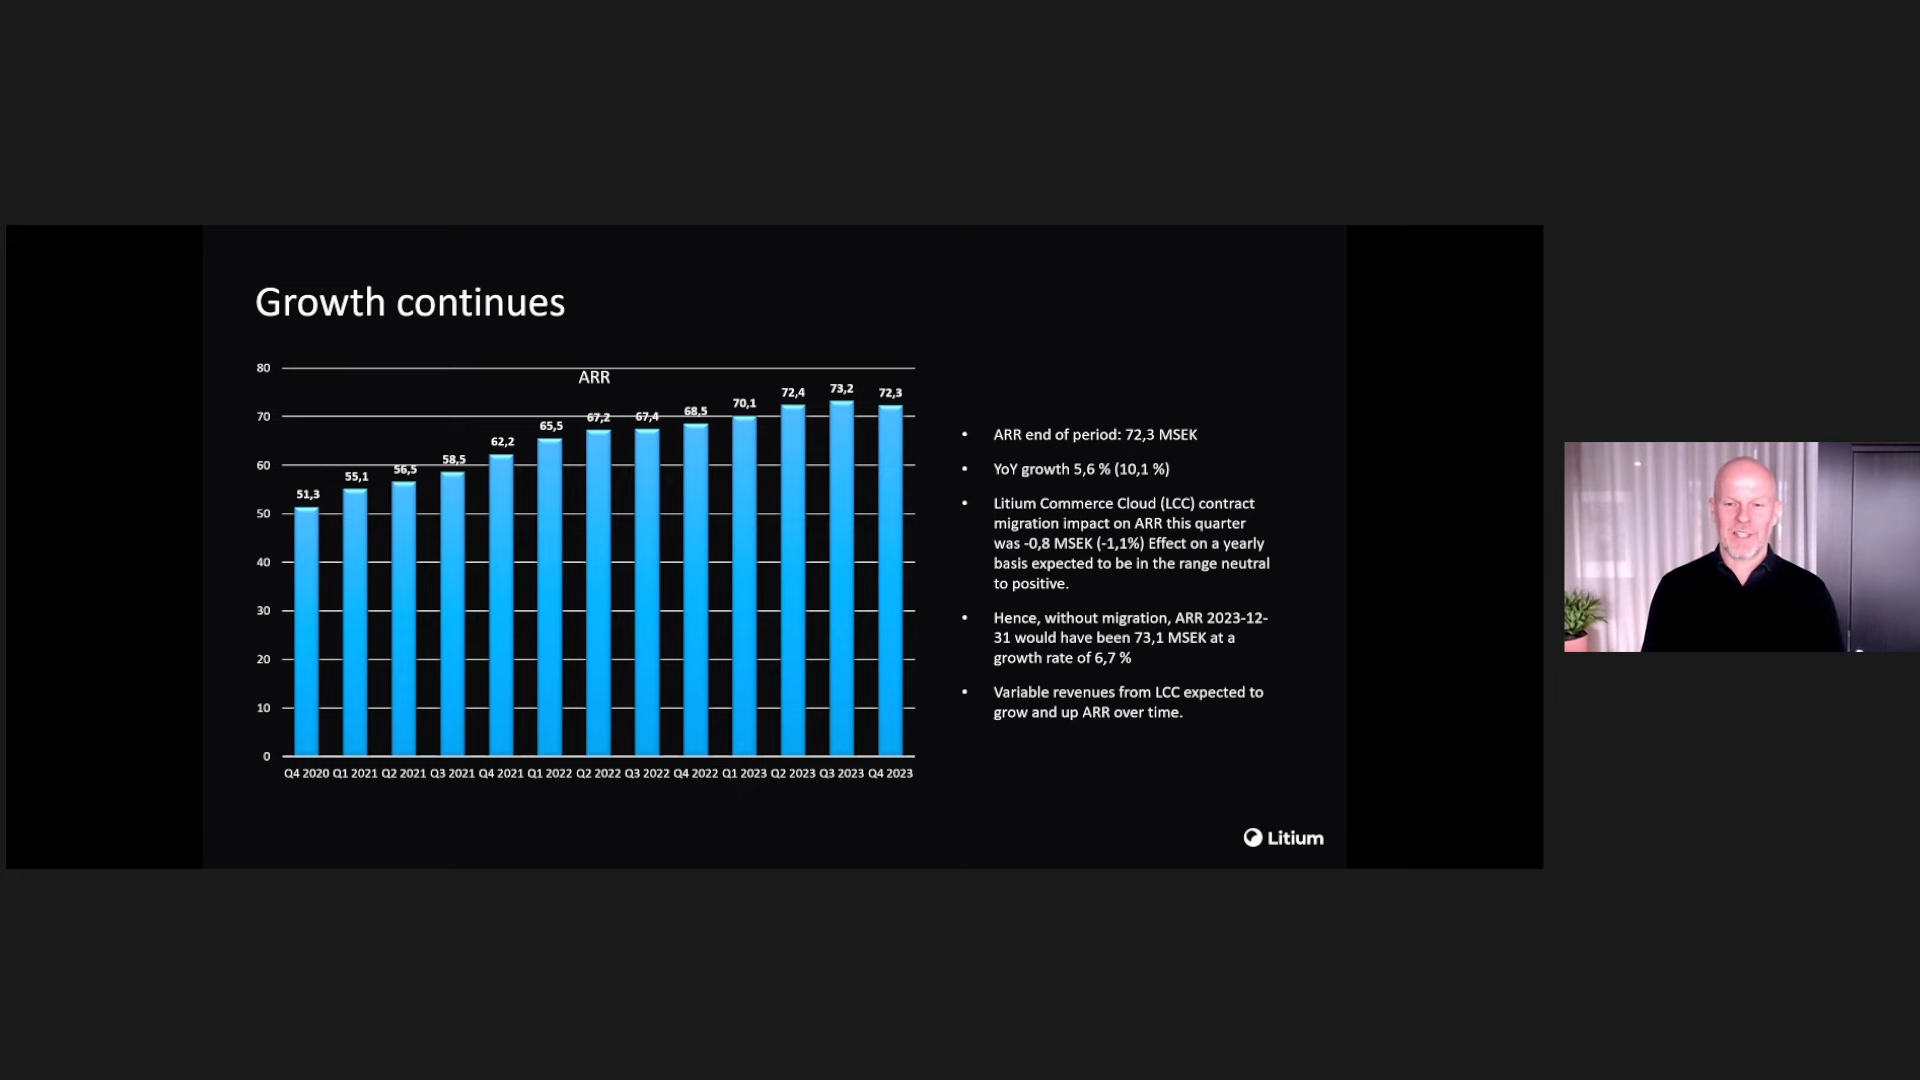 Growth continues
ARR
80
70
60
50
40
30
20
10
0
51,3
55,1
56,5
58,5
62,2
65,5
67,2
67,4
68,5
70,1
72,4
73,2
72,3
Q4 2020 Q1 2021 Q2 2021 Q3 2021 Q4 2021 Q1 2022 Q2 2022 Q3 2022 Q4 2022 Q1 2023 Q2 2023 Q3 2023 Q4 2023
• ARR end of period: 72,3 MSEK
• YoY growth 5,6 % (10,1 %)
• Litium Commerce Cloud (LCC) contract
migration impact on ARR this quarter
was -0,8 MSEK (-1,1%) Effect on a yearly
basis expected to be in the range neutral
to positive.
• Hence, without migration, ARR 2023-12-
31 would have been 73,1 MSEK at a
growth rate of 6,7 %
• Variable revenues from LCC expected to
grow and up ARR over time.
Litium